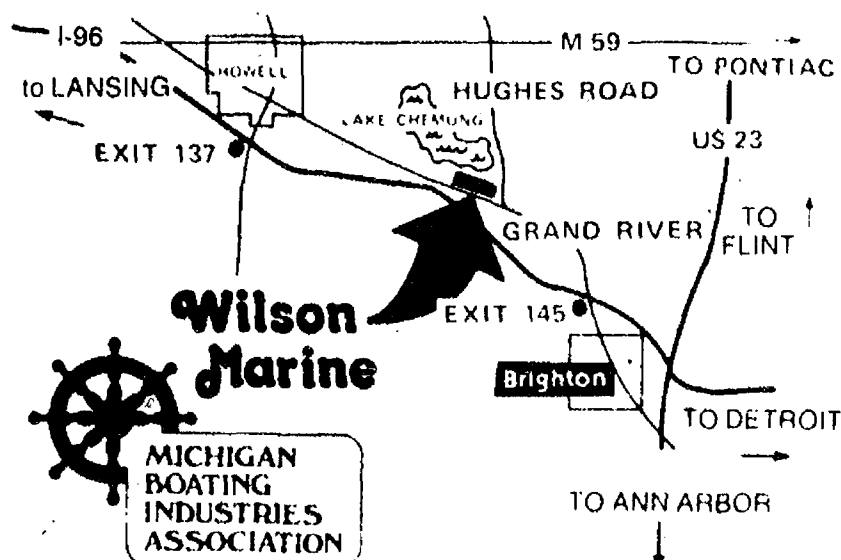 I-96
M 59
HOWELL
TO PONTIAC
to LANSING
HUGHES ROAD
LAKE CHEMUNG
US 23
EXIT 137
GRAND RIVER
TO
FLINT
Wilson
Marine
EXIT 145
Brighton
TO DETROIT
MICHIGAN
BOATING
INDUSTRIES
ASSOCIATION
TO ANN ARBOR